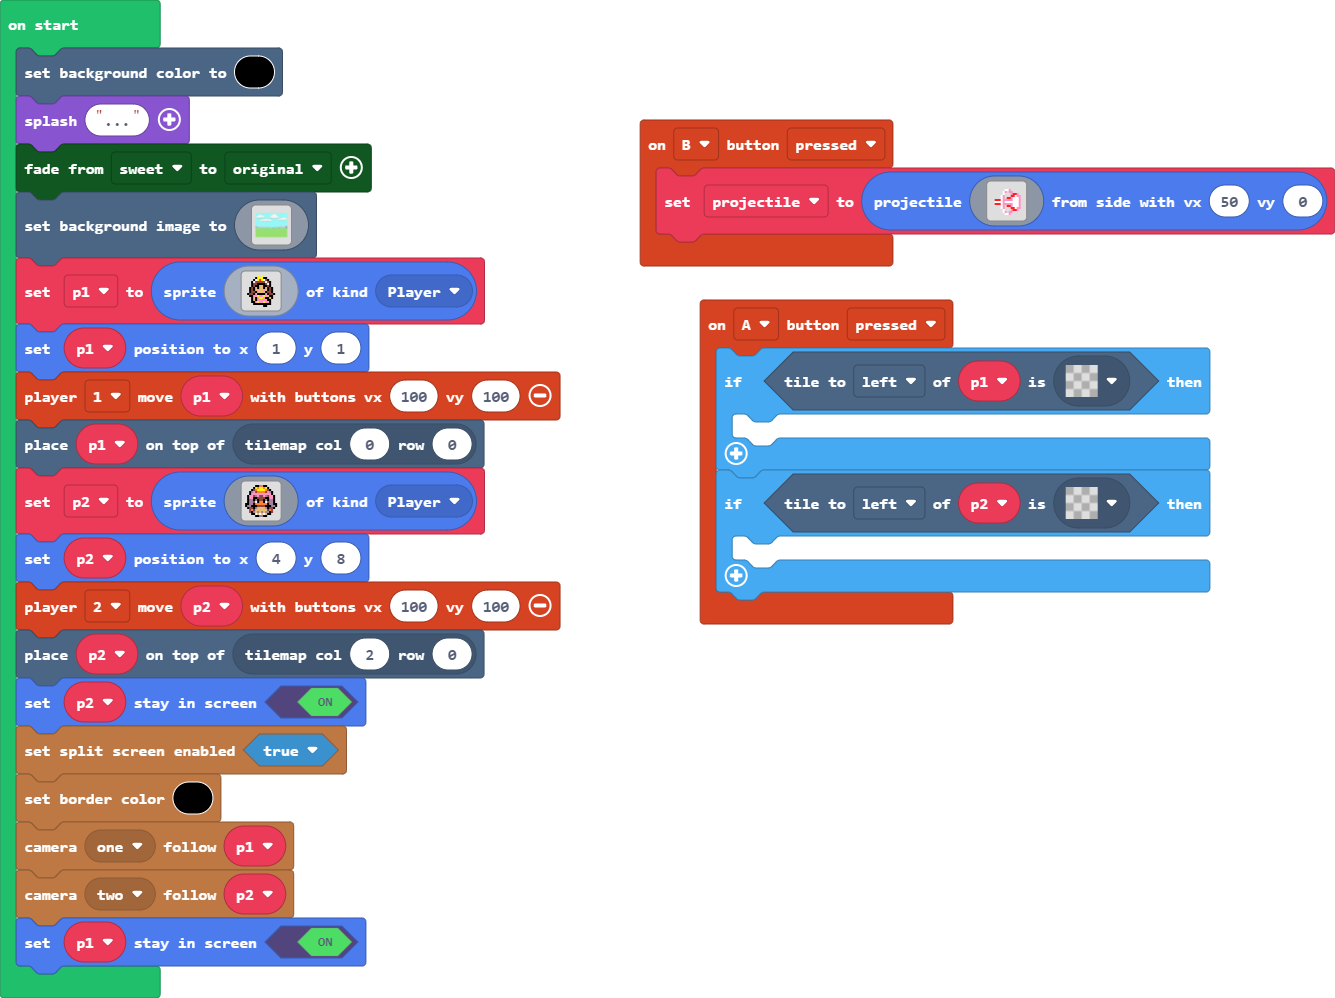 on start
set background color to
splash "..."
fade from sweet to original
set background image to
set p1 to sprite of kind Player
set p1 position to x 1 y 1
player 1 move p1 with buttons vx 100 vy 100
place p1 on top of tilemap col 0 row 0
set p2 to sprite of kind Player
set p2 position to x 4 y 8
player 2 move p2 with buttons vx 100 vy 100
place p2 on top of tilemap col 2 row 0
set p2 stay in screen ON
set split screen enabled true
set border color
camera one follow p1
camera two follow p2
set p1 stay in screen ON
on B button pressed
set projectile to projectile from side with vx 50 vy 0
on A button pressed
if tile to left of p1 is then
if tile to left of p2 is then